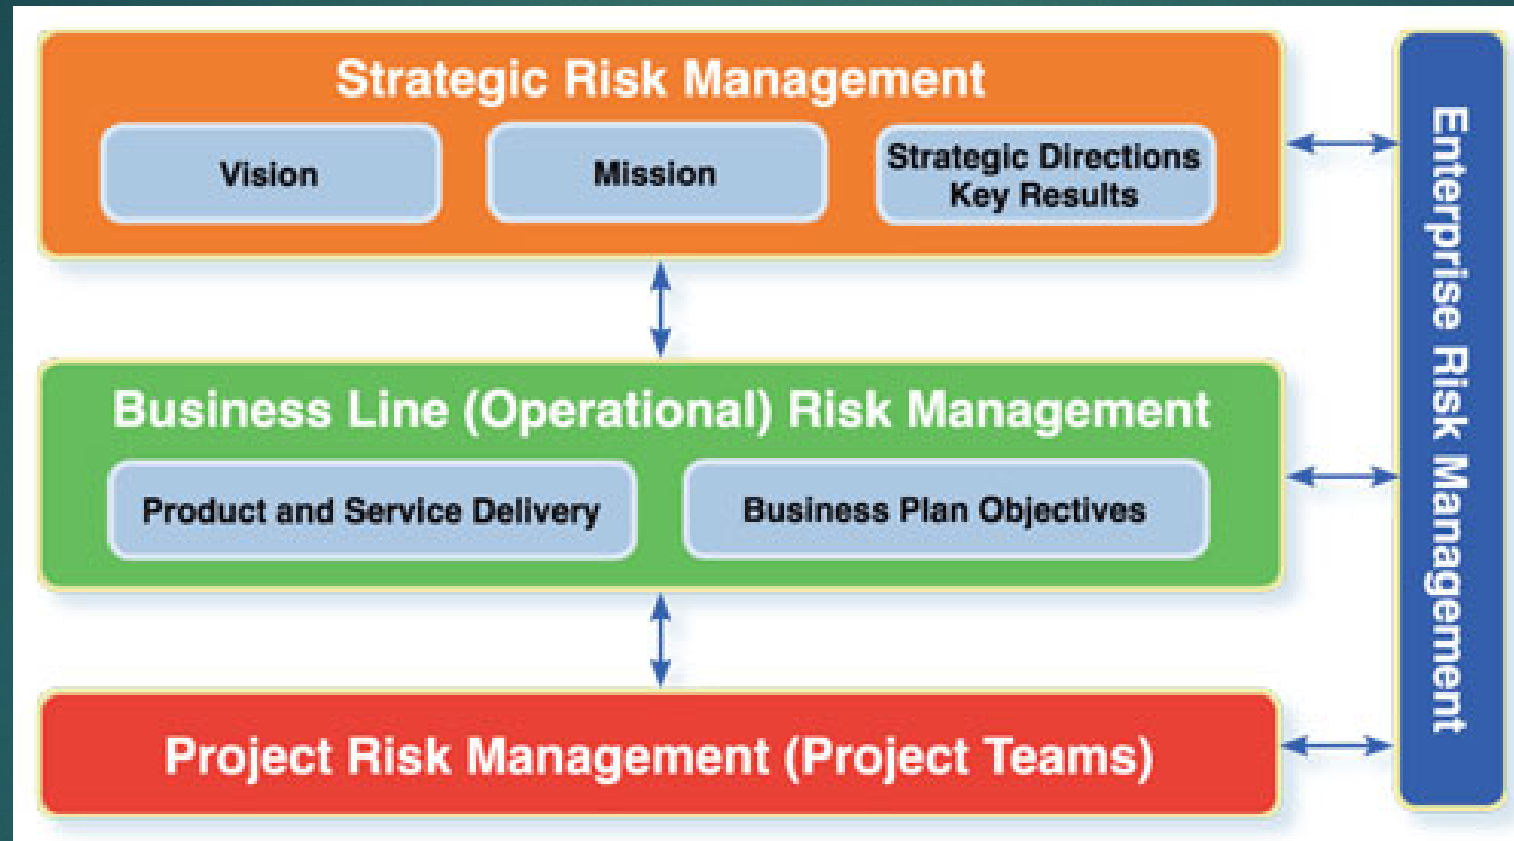 Strategic Risk Management
Vision
Mission
Strategic Directions
Key Results
Business Line (Operational) Risk Management
Product and Service Delivery
Business Plan Objectives
Project Risk Management (Project Teams)
Enterprise Risk Management